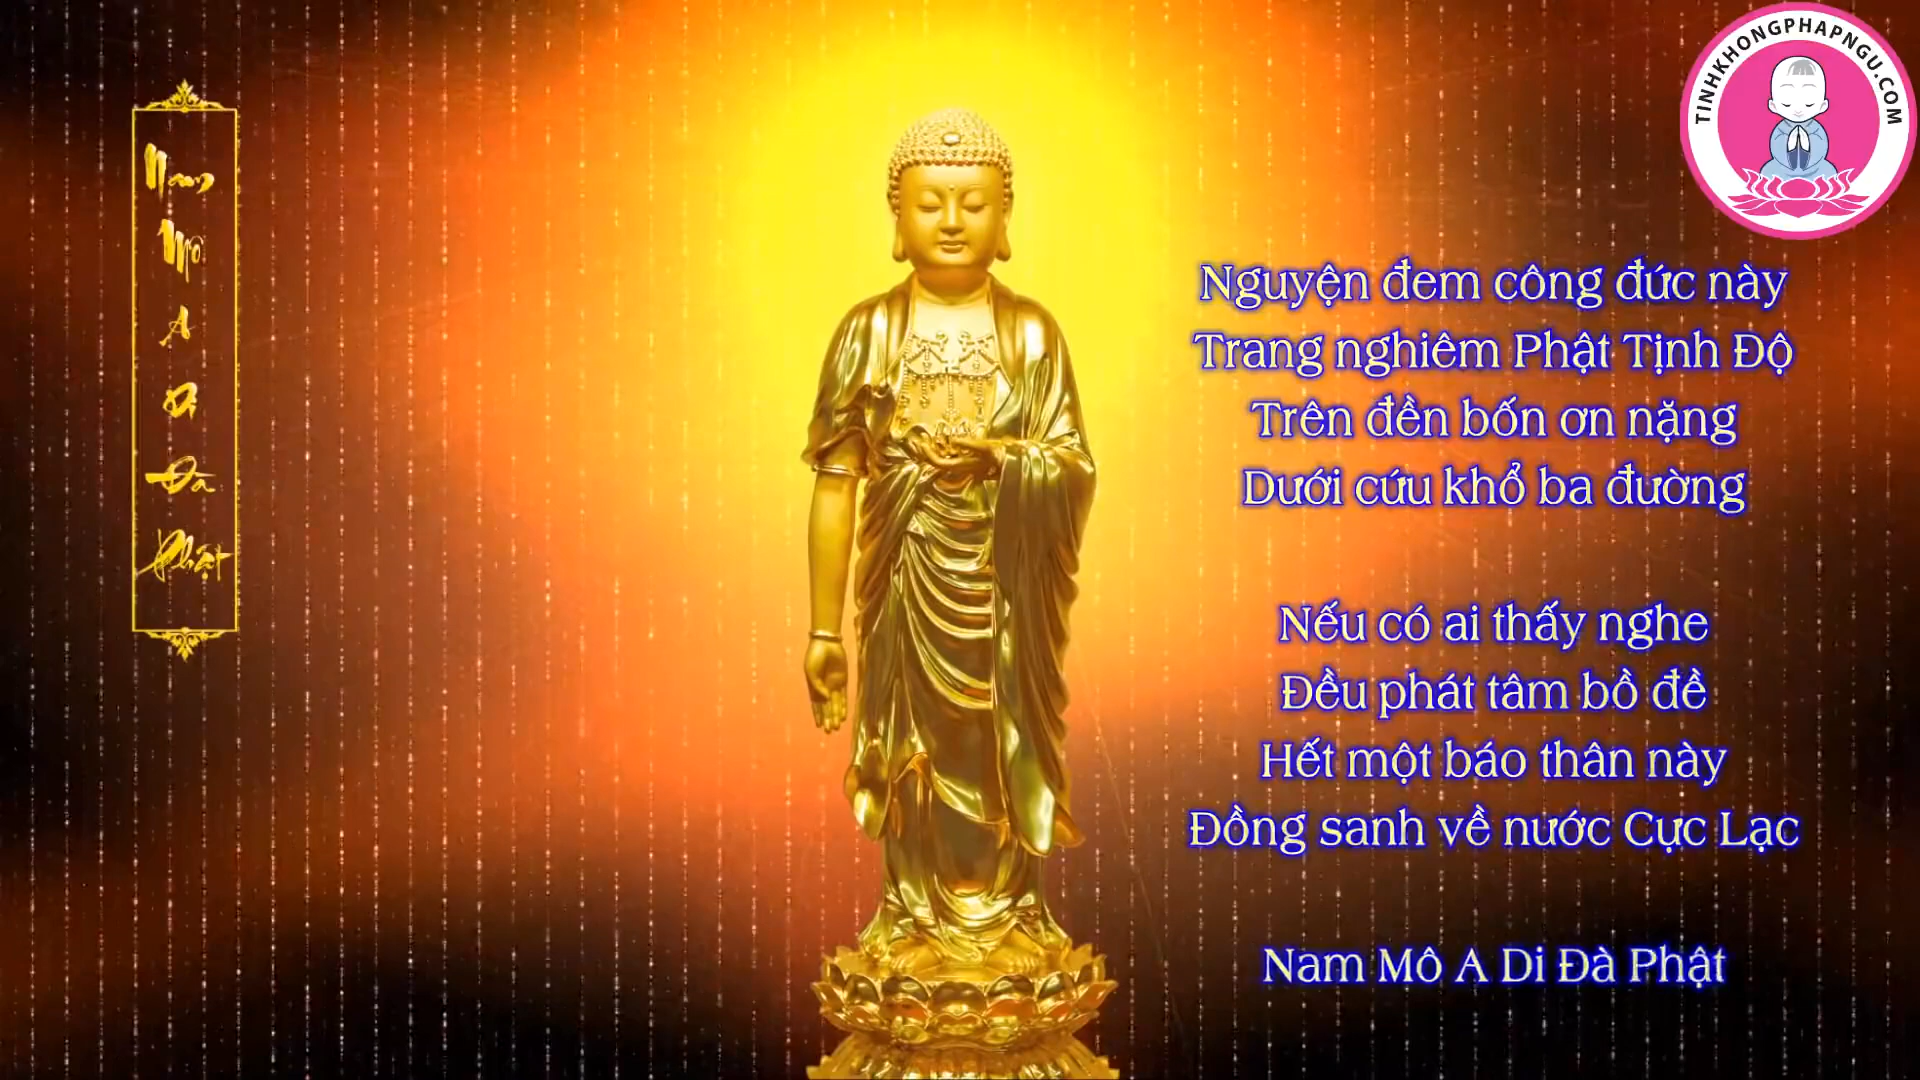 Nam
Mô
A
Di
Đà
Phật
TINHKHONGPHAPNGU.COM
Nguyện đem công đức này
Trang nghiêm Phật Tịnh Độ
Trên đền bốn ơn nặng
Dưới cứu khổ ba đường
Nếu có ai thấy nghe
Đều phát tâm bồ đề
Hết một báo thân này
Đồng sanh về nước Cực Lạc
Nam Mô A Di Đà Phật